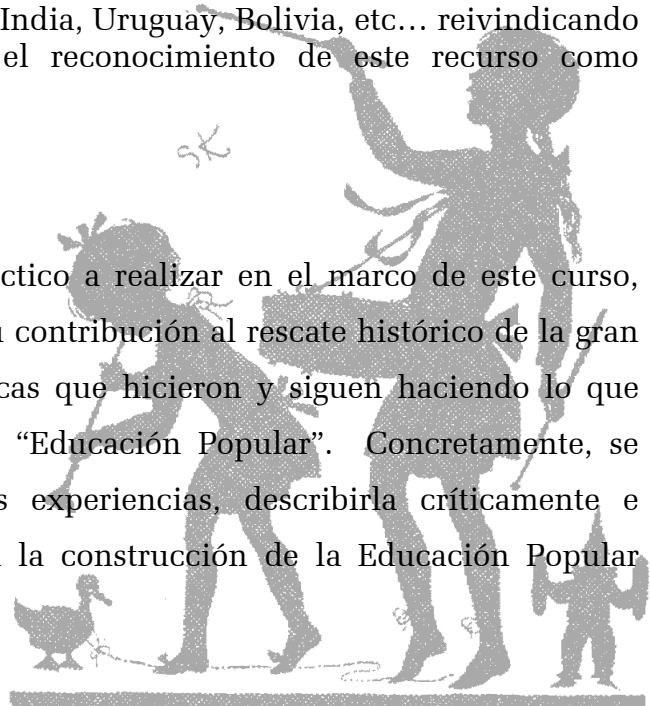 India, Uruguay, Bolivia, etc… reivindicando
el reconocimiento de este recurso como
SK
ctico a realizar en el marco de este curso,
contribución al rescate histórico de la gran
cas que hicieron y siguen haciendo lo que
“Educación Popular”. Concretamente, se
s experiencias, describirla críticamente e
la construcción de la Educación Popular